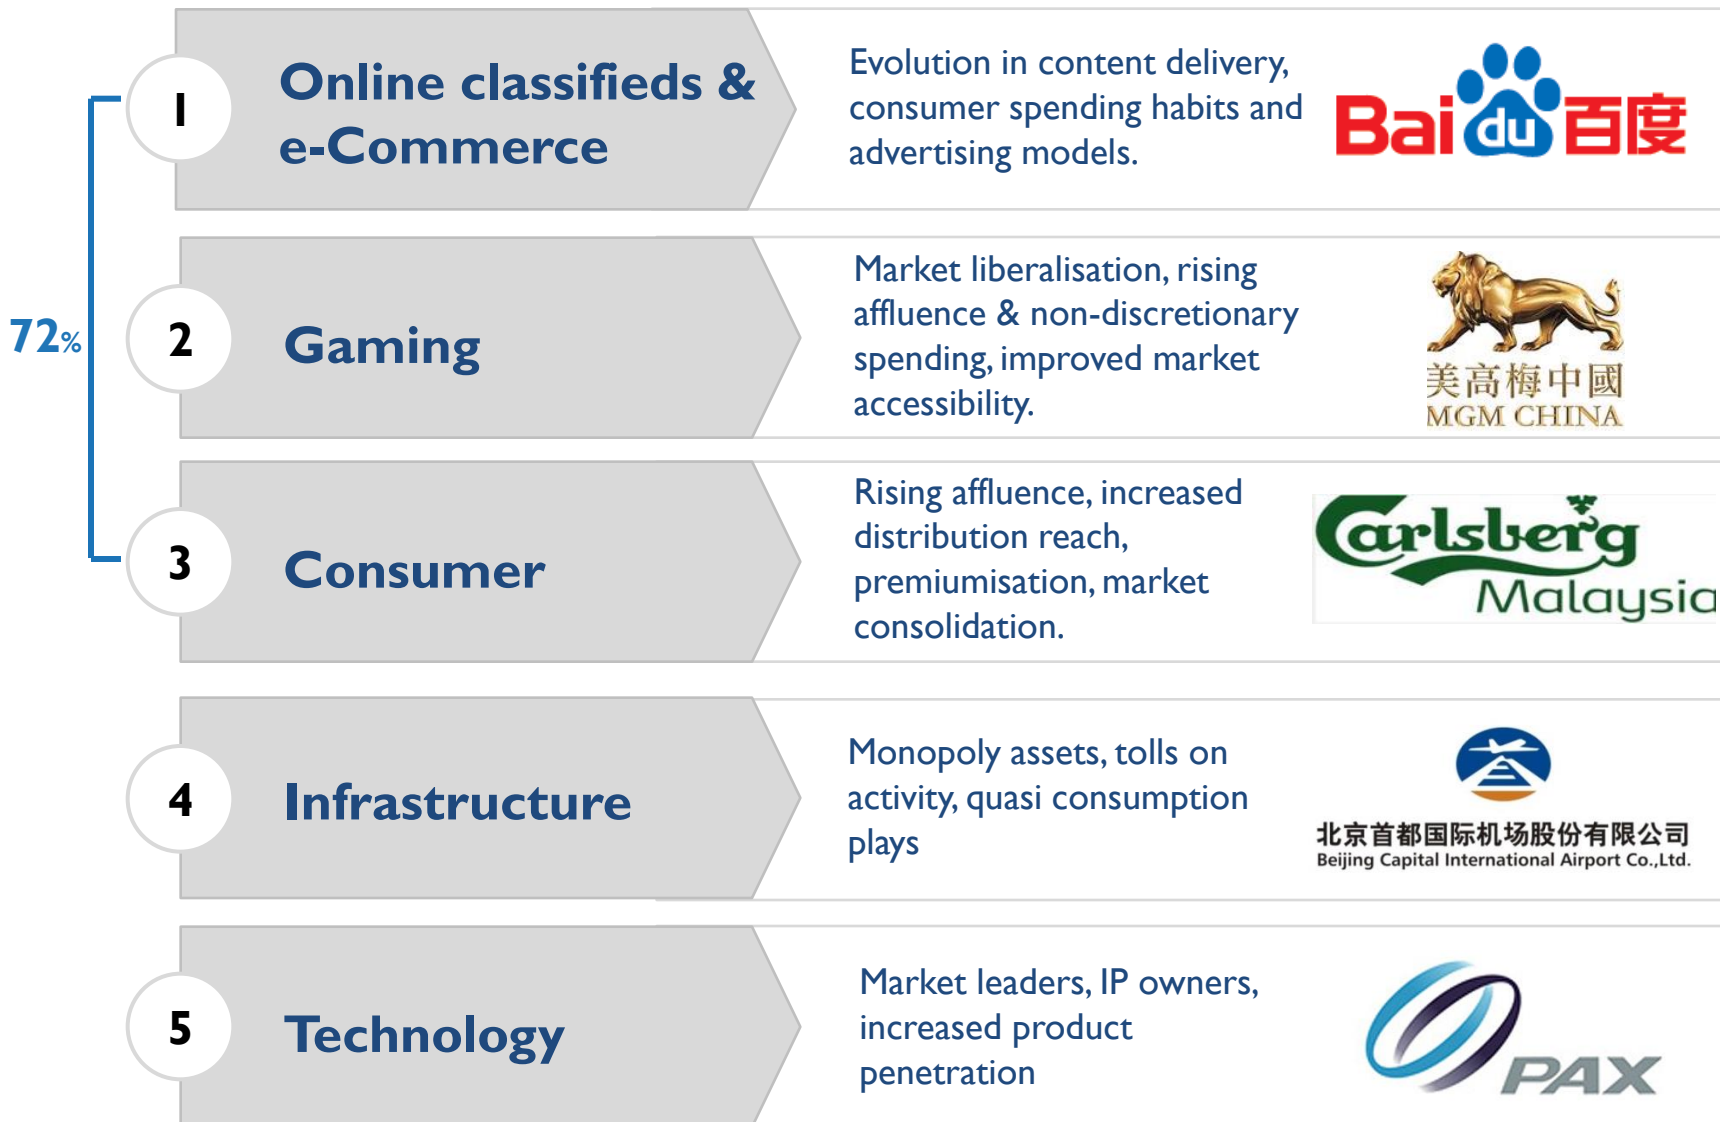 1
Online classifieds &
e-Commerce
Evolution in content delivery,
consumer spending habits and
advertising models.
Bai du 百度
72%
2
Gaming
Market liberalisation, rising
affluence & non-discretionary
spending, improved market
accessibility.
美高梅中國
MGM CHINA
3
Consumer
Rising affluence, increased
distribution reach,
premiumisation, market
consolidation.
Carlsberg
Malaysia
4
Infrastructure
Monopoly assets, tolls on
activity, quasi consumption
plays
北京首都国际机场股份有限公司
Beijing Capital International Airport Co.,Ltd.
5
Technology
Market leaders, IP owners,
increased product
penetration
PAX